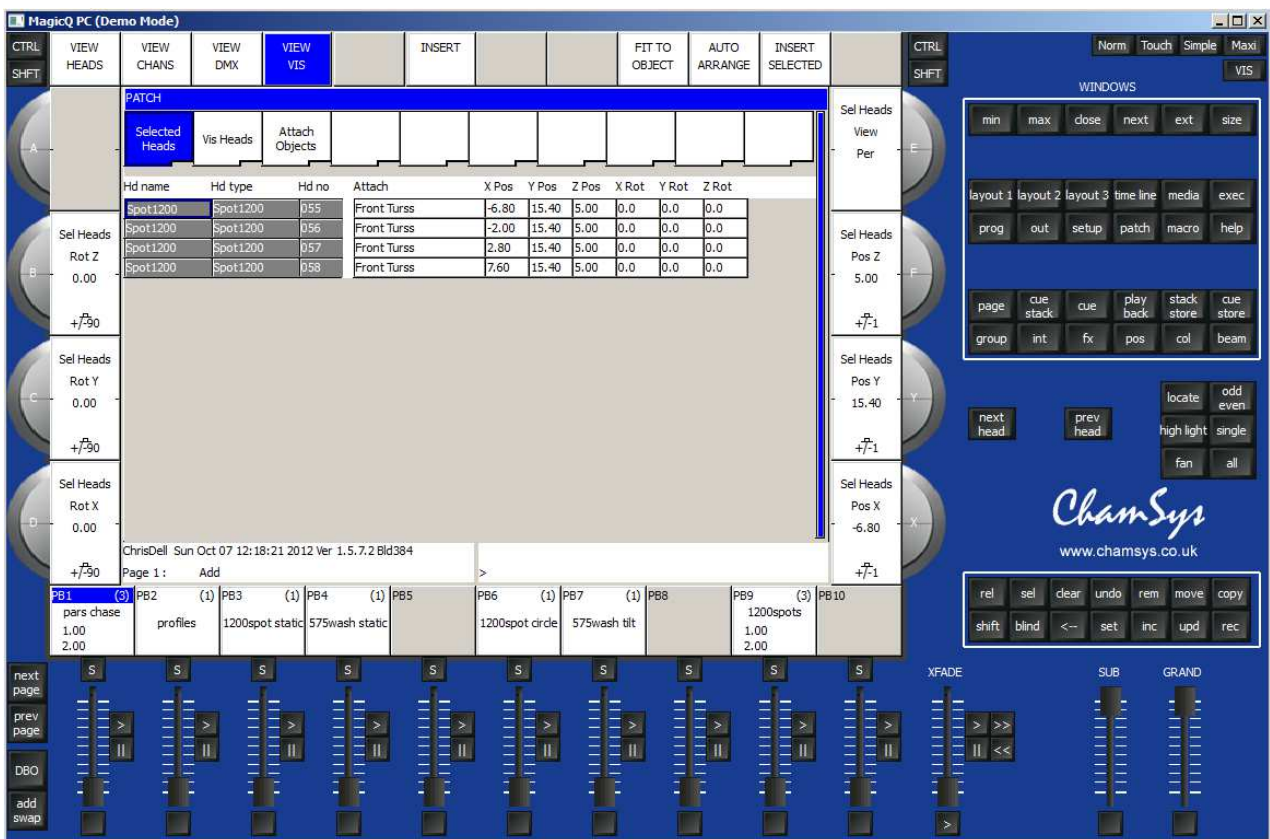 MagicQ PC (Demo Mode)
CTRL VIEW HEADS VIEW CHANS VIEW DMX VIEW VIS INSERT FIT TO OBJECT AUTO ARRANGE INSERT SELECTED CTRL
SHFT SHFT
Norm Touch Simple Maxi
VIS
WINDOWS
PATCH
Selected Heads Vis Heads Attach Objects
Hd name Hd type Hd no Attach X Pos Y Pos Z Pos X Rot Y Rot Z Rot
Spot1200 Spot1200 055 Front Turss -6.80 15.40 5.00 0.0 0.0 0.0
Spot1200 Spot1200 056 Front Turss -2.00 15.40 5.00 0.0 0.0 0.0
Spot1200 Spot1200 057 Front Turss 2.80 15.40 5.00 0.0 0.0 0.0
Spot1200 Spot1200 058 Front Turss 7.60 15.40 5.00 0.0 0.0 0.0
A
B
C
D
Sel Heads
Rot Z
0.00
+/-90
Sel Heads
Rot Y
0.00
+/-90
Sel Heads
Rot X
0.00
+/-90
Sel Heads
View
Per
Sel Heads
Pos Z
5.00
+/-1
Sel Heads
Pos Y
15.40
+/-1
Sel Heads
Pos X
-6.80
+/-1
E
F
Y
X
ChrisDell Sun Oct 07 12:18:21 2012 Ver 1.5.7.2 Bld384
Page 1 : Add >
PB1 (3) PB2 (1) PB3 (1) PB4 (1) PB5 PB6 (1) PB7 (1) PB8 PB9 (3) PB10
pars chase profiles 1200spot static 575wash static 1200spot circle 575wash tilt 1200spots
1.00 1.00
2.00 2.00
min max close next ext size
layout 1 layout 2 layout 3 time line media exec
prog out setup patch macro help
page cue stack cue play back stack store cue store
group int fx pos col beam
next head prev head
locate odd even
high light single
fan all
ChamSys
www.chamsys.co.uk
rel sel clear undo rem move copy
shift blind <-- set inc upd rec
next page
prev page
DBO
add swap
S S S S S S S S S S
XFADE SUB GRAND
> > > > > > > > > > > >>
|| || || || || || || || || || || <<
>